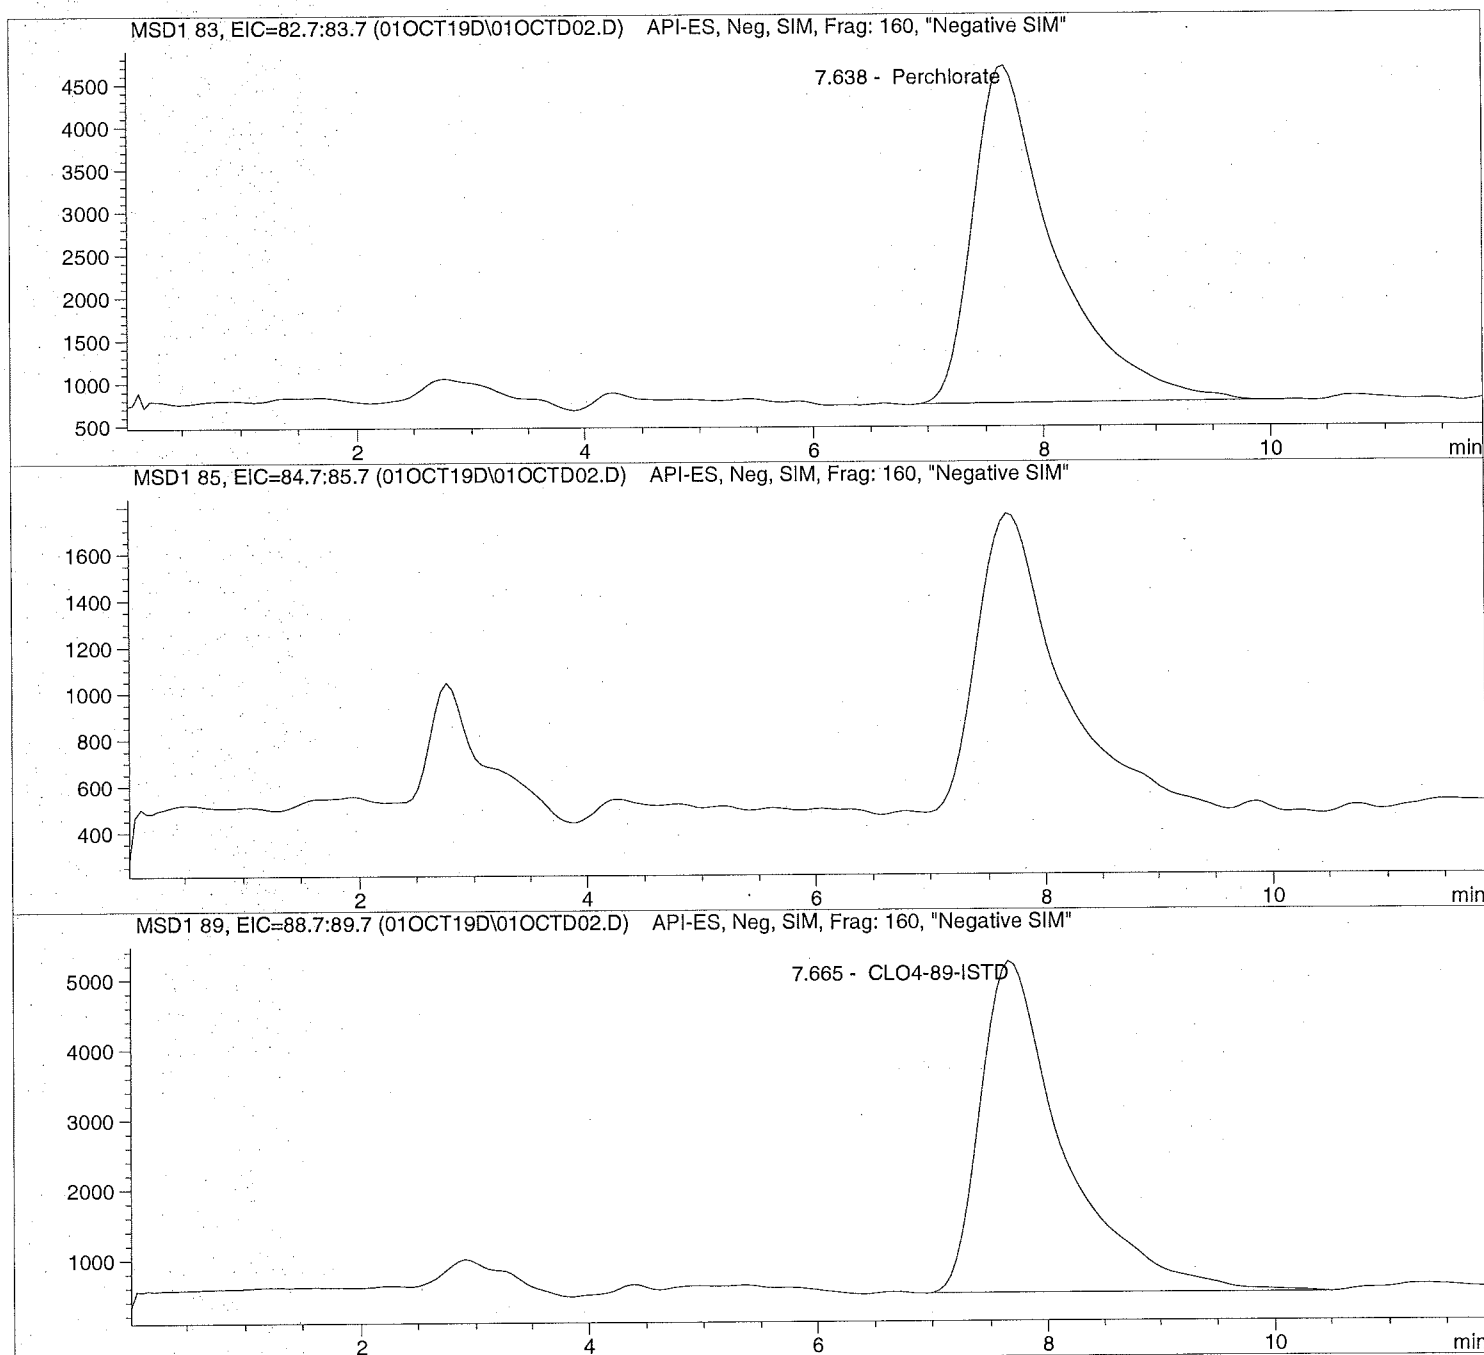 MSD1 83, EIC=82.7:83.7 (01OCT19D\01OCTD02.D) API-ES, Neg, SIM, Frag: 160, "Negative SIM"
7.638 - Perchlorate
4500
4000
3500
3000
2500
2000
1500
1000
500
2 4 6 8 10 min
MSD1 85, EIC=84.7:85.7 (01OCT19D\01OCTD02.D) API-ES, Neg, SIM, Frag: 160, "Negative SIM"
1600
1400
1200
1000
800
600
400
2 4 6 8 10 min
MSD1 89, EIC=88.7:89.7 (01OCT19D\01OCTD02.D) API-ES, Neg, SIM, Frag: 160, "Negative SIM"
7.665 - CLO4-89-ISTD
5000
4000
3000
2000
1000
2 4 6 8 10 min